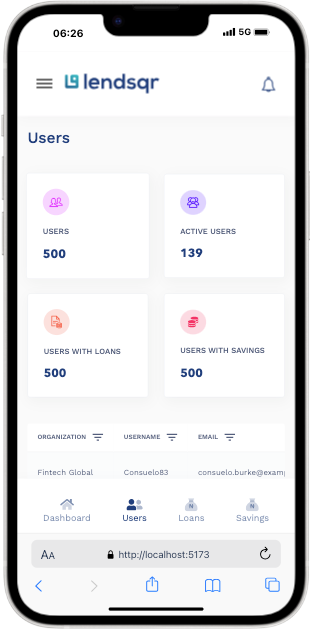 06:26
5G
lendsqr
Users
USERS
500
ACTIVE USERS
139
USERS WITH LOANS
500
USERS WITH SAVINGS
500
ORGANIZATION USERNAME EMAIL
Fintech Global Consuelo83 consuelo.burke@exam
Dashboard Users Loans Savings
AA http://localhost:5173